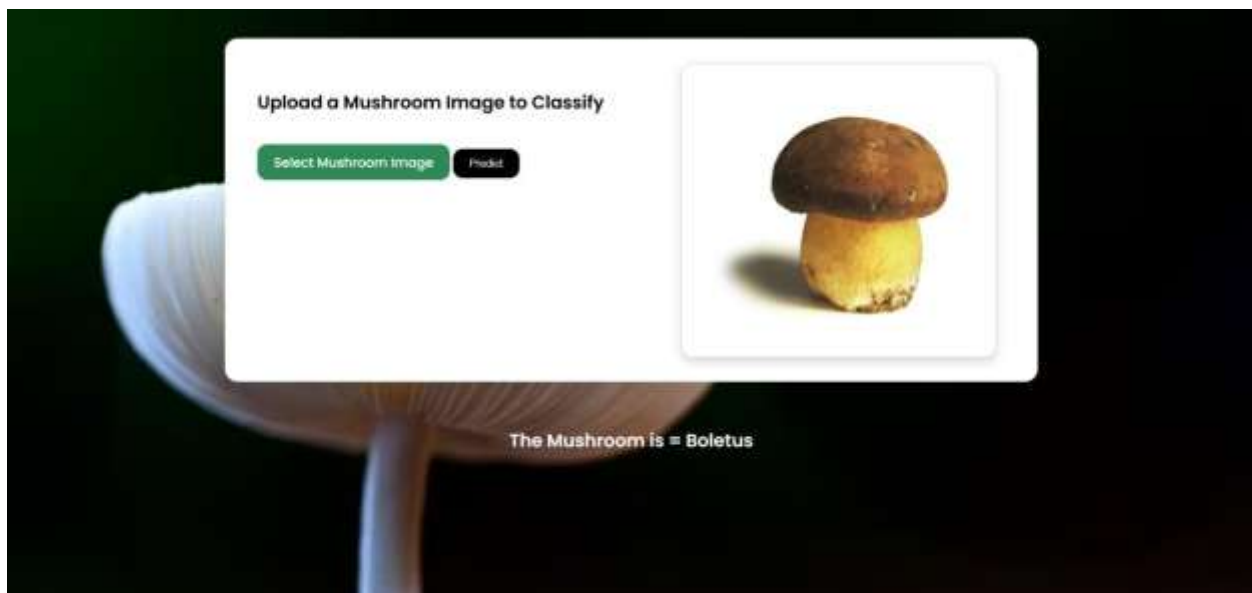 Upload a Mushroom Image to Classify
Select Mushroom Image
Predict
The Mushroom is = Boletus